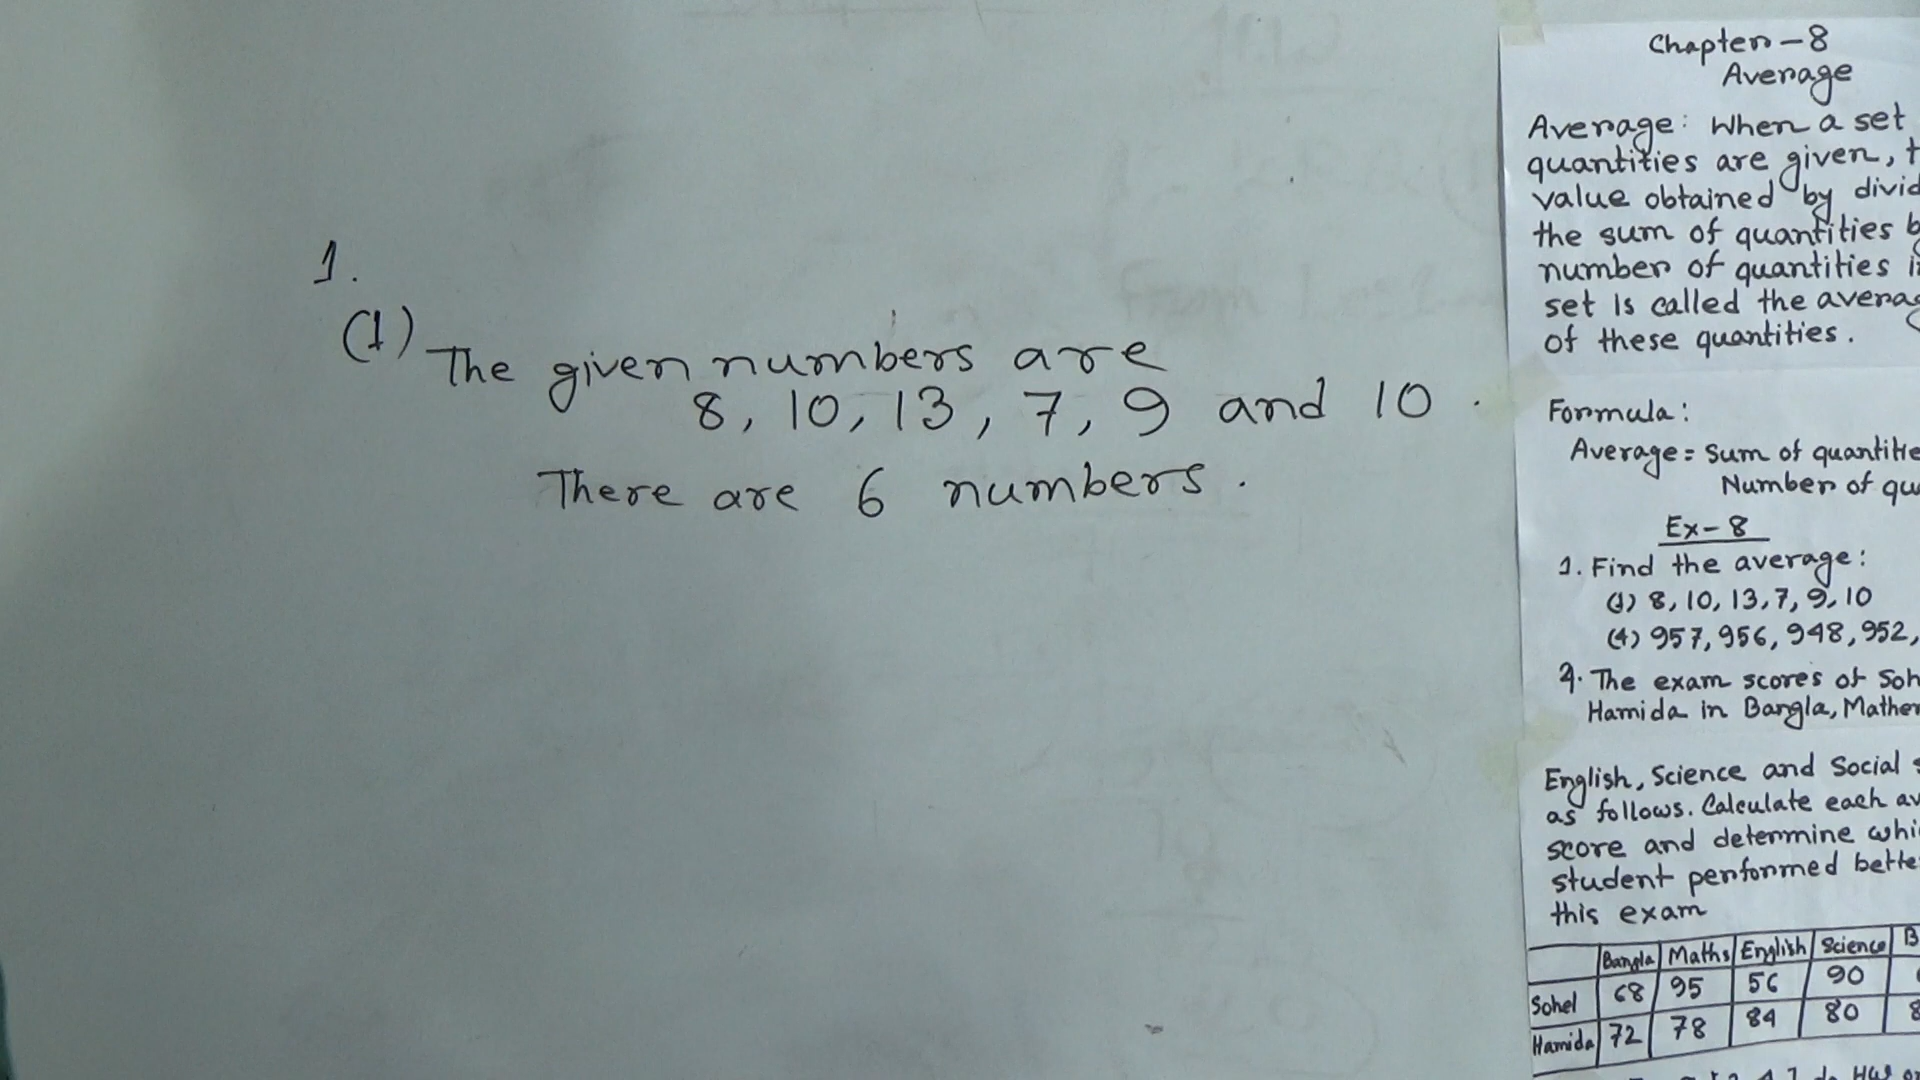 1.
(1) The given numbers are
8, 10, 13, 7, 9 and 10.
There are 6 numbers.
Chapter-8
Average
Average: When a set
quantities are given,
value obtained by
the sum of quantities
number of quantities
set is called the
of these quantities.
Formula:
Average = Sum of
Number of
Ex-8
1. Find the average:
(1) 8, 10, 13, 7, 9, 10
(4) 957, 956, 948, 952,
2. The exam scores of
Hamida in Bangla,
English, Science and Social
as follows. Calculate each
score and determine
student performed
this exam
Bangla Maths English Science
Sohel 68 95 56 90
Hamida 72 78 84 80